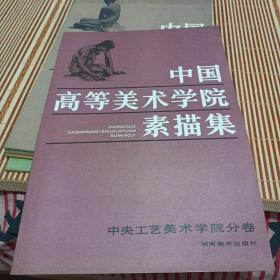 中国
高等美术学院
素描集
中央工艺美术学院分卷
湖南美术出版社